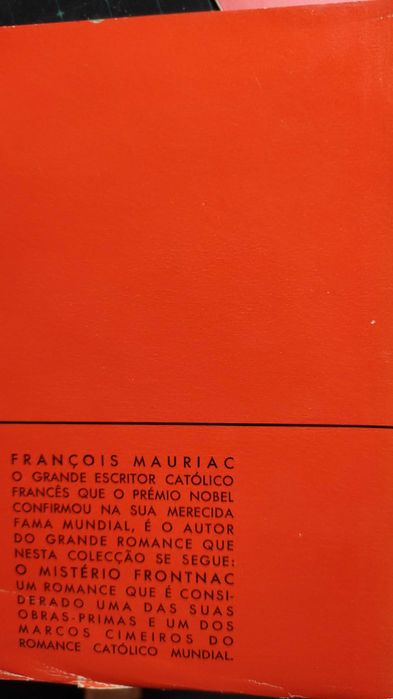 FRANÇOIS MAURIAC
O GRANDE ESCRITOR CATÓLICO
FRANCÊS QUE O PRÉMIO NOBEL
CONFIRMOU NA SUA MERECIDA
FAMA MUNDIAL, É O AUTOR
DO GRANDE ROMANCE QUE
NESTA COLECÇÃO SE SEGUE:
O MISTÉRIO FRONTNAC
UM ROMANCE QUE É CONSI-
DERADO UMA DAS SUAS
OBRAS-PRIMAS E UM DOS
MARCOS CIMEIROS DO
ROMANCE CATÓLICO MUNDIAL.